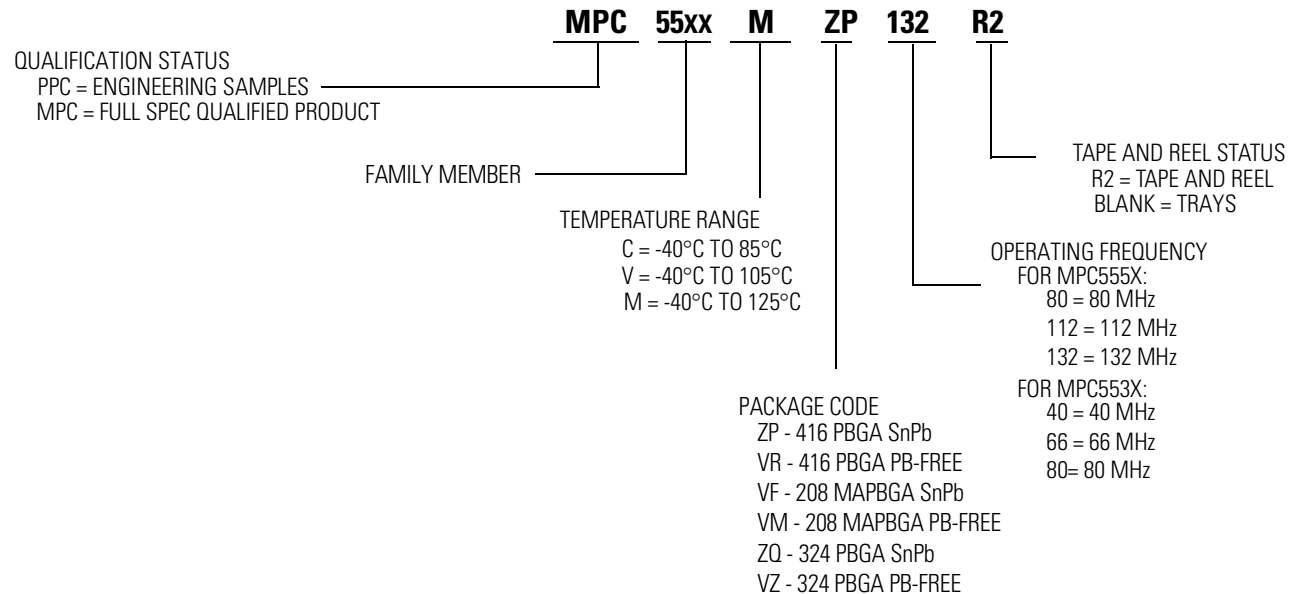 MPC 55xx M ZP 132 R2
QUALIFICATION STATUS
PPC = ENGINEERING SAMPLES
MPC = FULL SPEC QUALIFIED PRODUCT
FAMILY MEMBER
TEMPERATURE RANGE
C = -40°C TO 85°C
V = -40°C TO 105°C
M = -40°C TO 125°C
PACKAGE CODE
ZP - 416 PBGA SnPb
VR - 416 PBGA PB-FREE
VF - 208 MAPBGA SnPb
VM - 208 MAPBGA PB-FREE
ZQ - 324 PBGA SnPb
VZ - 324 PBGA PB-FREE
TAPE AND REEL STATUS
R2 = TAPE AND REEL
BLANK = TRAYS
OPERATING FREQUENCY
FOR MPC555X:
80 = 80 MHz
112 = 112 MHz
132 = 132 MHz
FOR MPC553X:
40 = 40 MHz
66 = 66 MHz
80= 80 MHz